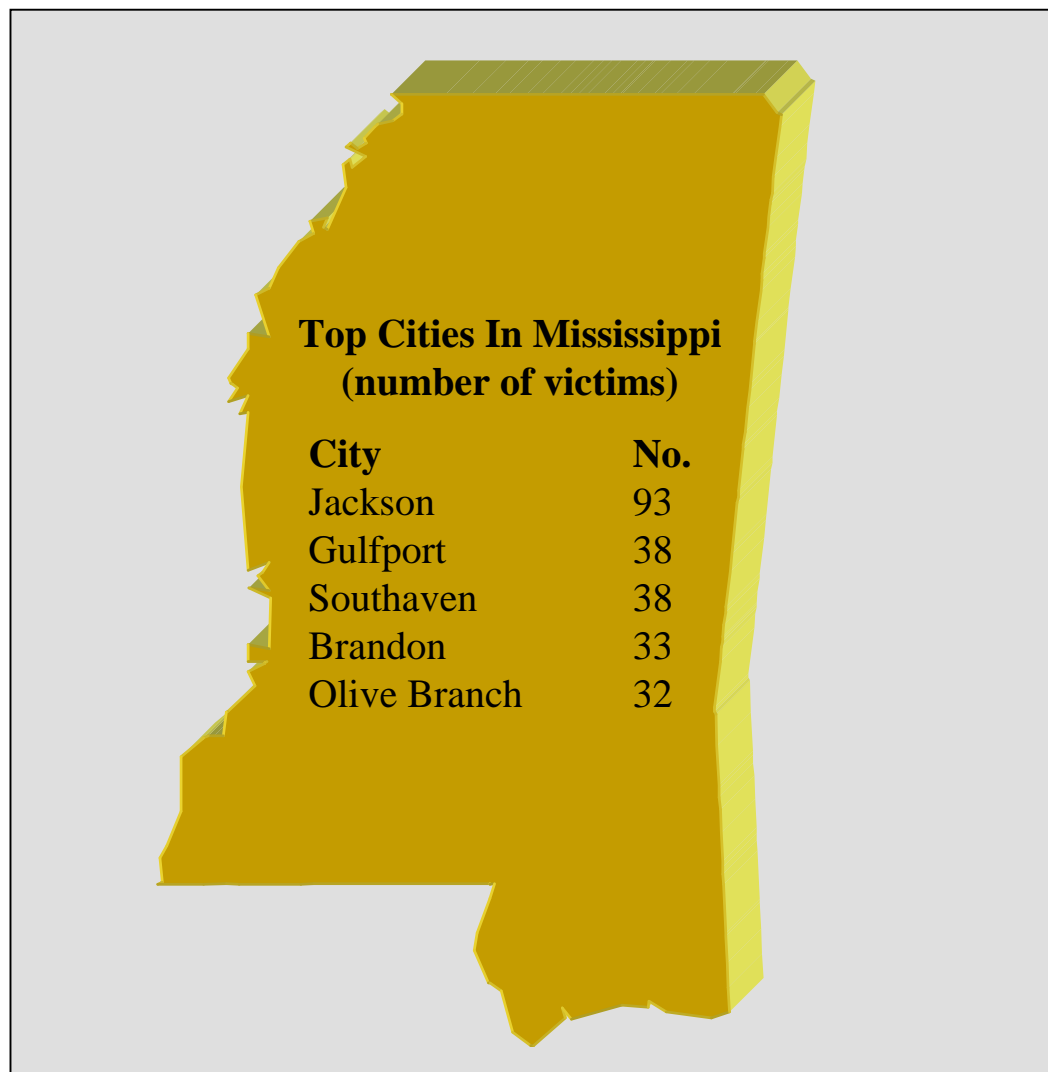 Top Cities In Mississippi
(number of victims)
City No.
Jackson 93
Gulfport 38
Southaven 38
Brandon 33
Olive Branch 32